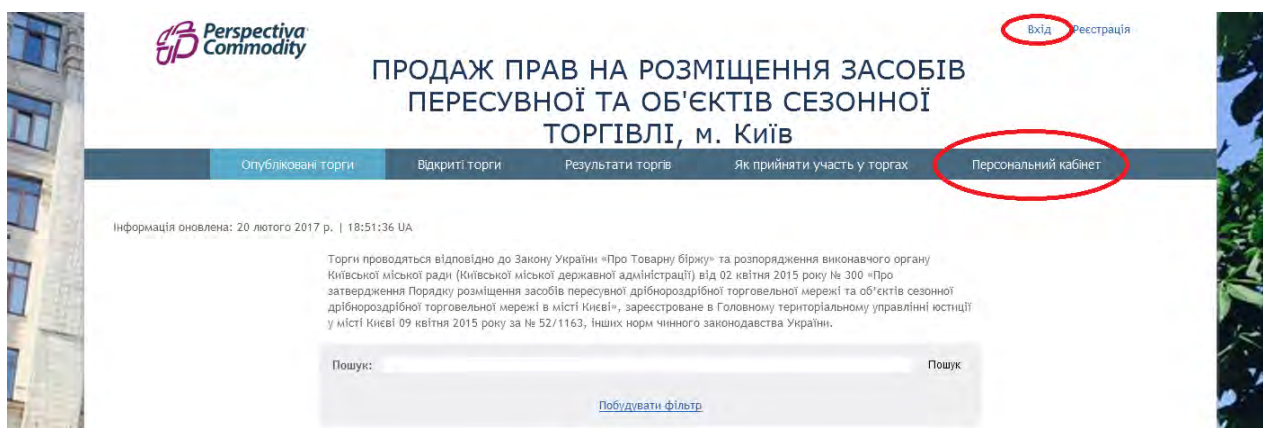 Perspectiva
Commodity
Вхід Реєстрація
ПРОДАЖ ПРАВ НА РОЗМІЩЕННЯ ЗАСОБІВ
ПЕРЕСУВНОЇ ТА ОБ'ЄКТІВ СЕЗОННОЇ
ТОРГІВЛІ, м. Київ
Опубліковані торги Відкриті торги Результати торгів Як прийняти участь у торгах Персональний кабінет
Інформація оновлена: 20 лютого 2017 р. | 18:51:36 UA
Торги проводяться відповідно до Закону України «Про Товарну біржу» та розпорядження виконавчого органу
Київської міської ради (Київської міської державної адміністрації) від 02 квітня 2015 року № 300 «Про
затвердження Порядку розміщення засобів пересувної дрібнороздрібної торговельної мережі та об'єктів сезонної
дрібнороздрібної торговельної мережі в місті Києві», зареєстроване в Головному територіальному управлінні юстиції
у місті Києві 09 квітня 2015 року за № 52/1163, інших норм чинного законодавства України.
Пошук: Пошук
Побудувати фільтр